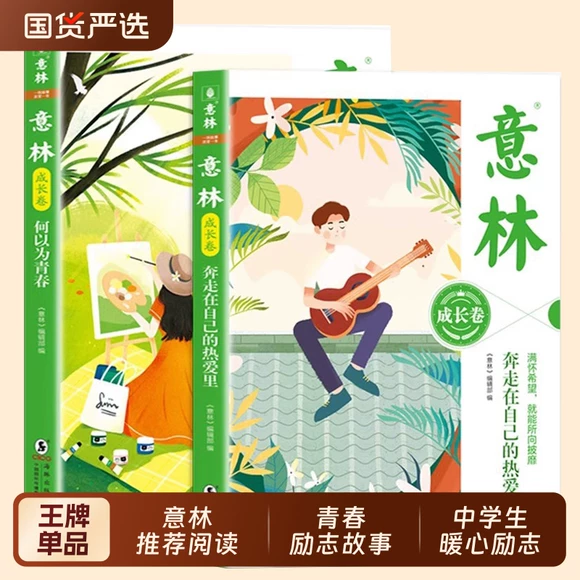 国货严选
意林
意林
成长卷
何以为青春
《意林》编辑部 编
意林
意林
成长卷
奔走在自己的热爱里
《意林》编辑部 编
意林
成长卷
满怀希望，就能所向披靡
奔走在自己的热爱
《意林》编辑部 编
王牌
单品
意林
推荐阅读
青春
励志故事
中学生
暖心励志